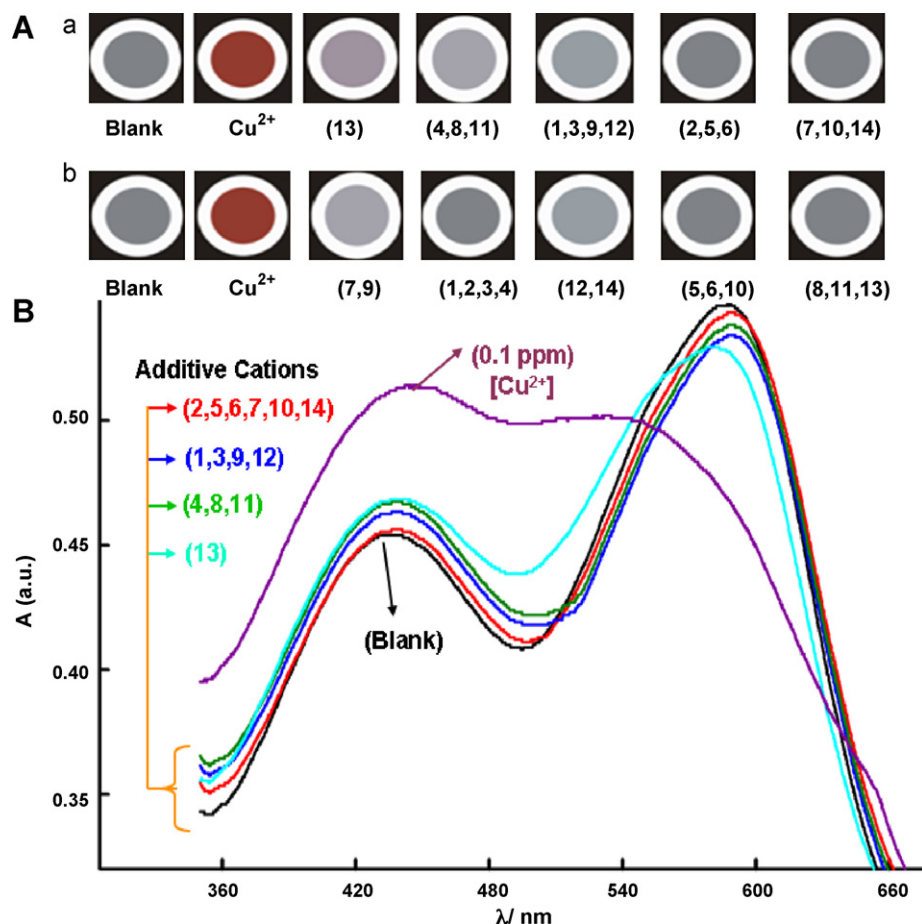 A a
Blank Cu²⁺ (13) (4,8,11) (1,3,9,12) (2,5,6) (7,10,14)
b
Blank Cu²⁺ (7,9) (1,2,3,4) (12,14) (5,6,10) (8,11,13)
B
(0.1 ppm)
[Cu²⁺]
Additive Cations
(2,5,6,7,10,14)
(1,3,9,12)
(4,8,11)
(13)
(Blank)
A (a.u.)
0.50
0.45
0.40
0.35
360 420 480 540 600 660
λ/ nm